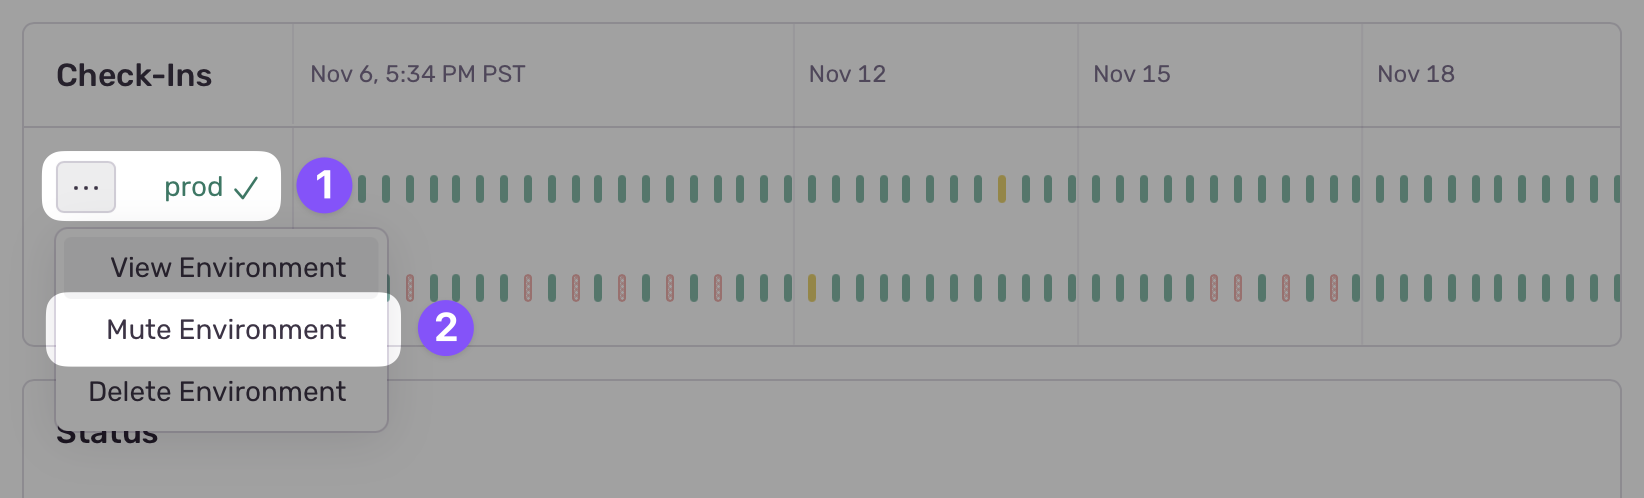 Check-Ins
Nov 6, 5:34 PM PST
Nov 12
Nov 15
Nov 18
... prod ✓
1
View Environment
Mute Environment
2
Delete Environment
Status